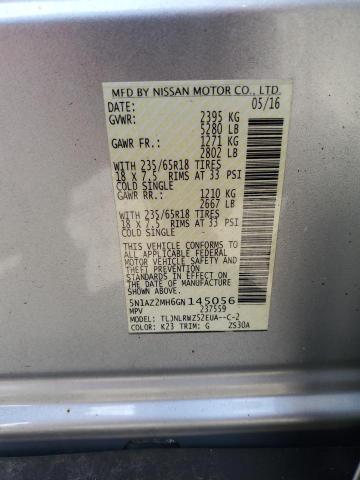 MFD BY NISSAN MOTOR CO., LTD.
DATE: 05/16
GVWR: 2395 KG
5280 LB
GAWR FR.: 1271 KG
2802 LB
WITH 235/65R18 TIRES
18 X 7.5 RIMS AT 33 PSI
COLD SINGLE
GAWR RR.: 1210 KG
2667 LB
WITH 235/65R18 TIRES
18 X 7.5 RIMS AT 33 PSI
COLD SINGLE
THIS VEHICLE CONFORMS TO ALL
APPLICABLE U.S. FEDERAL
MOTOR VEHICLE SAFETY AND
THEFT PREVENTION STANDARDS
IN EFFECT ON THE DATE OF
MANUFACTURE SHOWN ABOVE.
5N1AZ2MH6GN145056
MPV 237559
MODEL: TLJNLRWZ52EUA--C-2
COLOR: K23 TRIM: G ZS30A